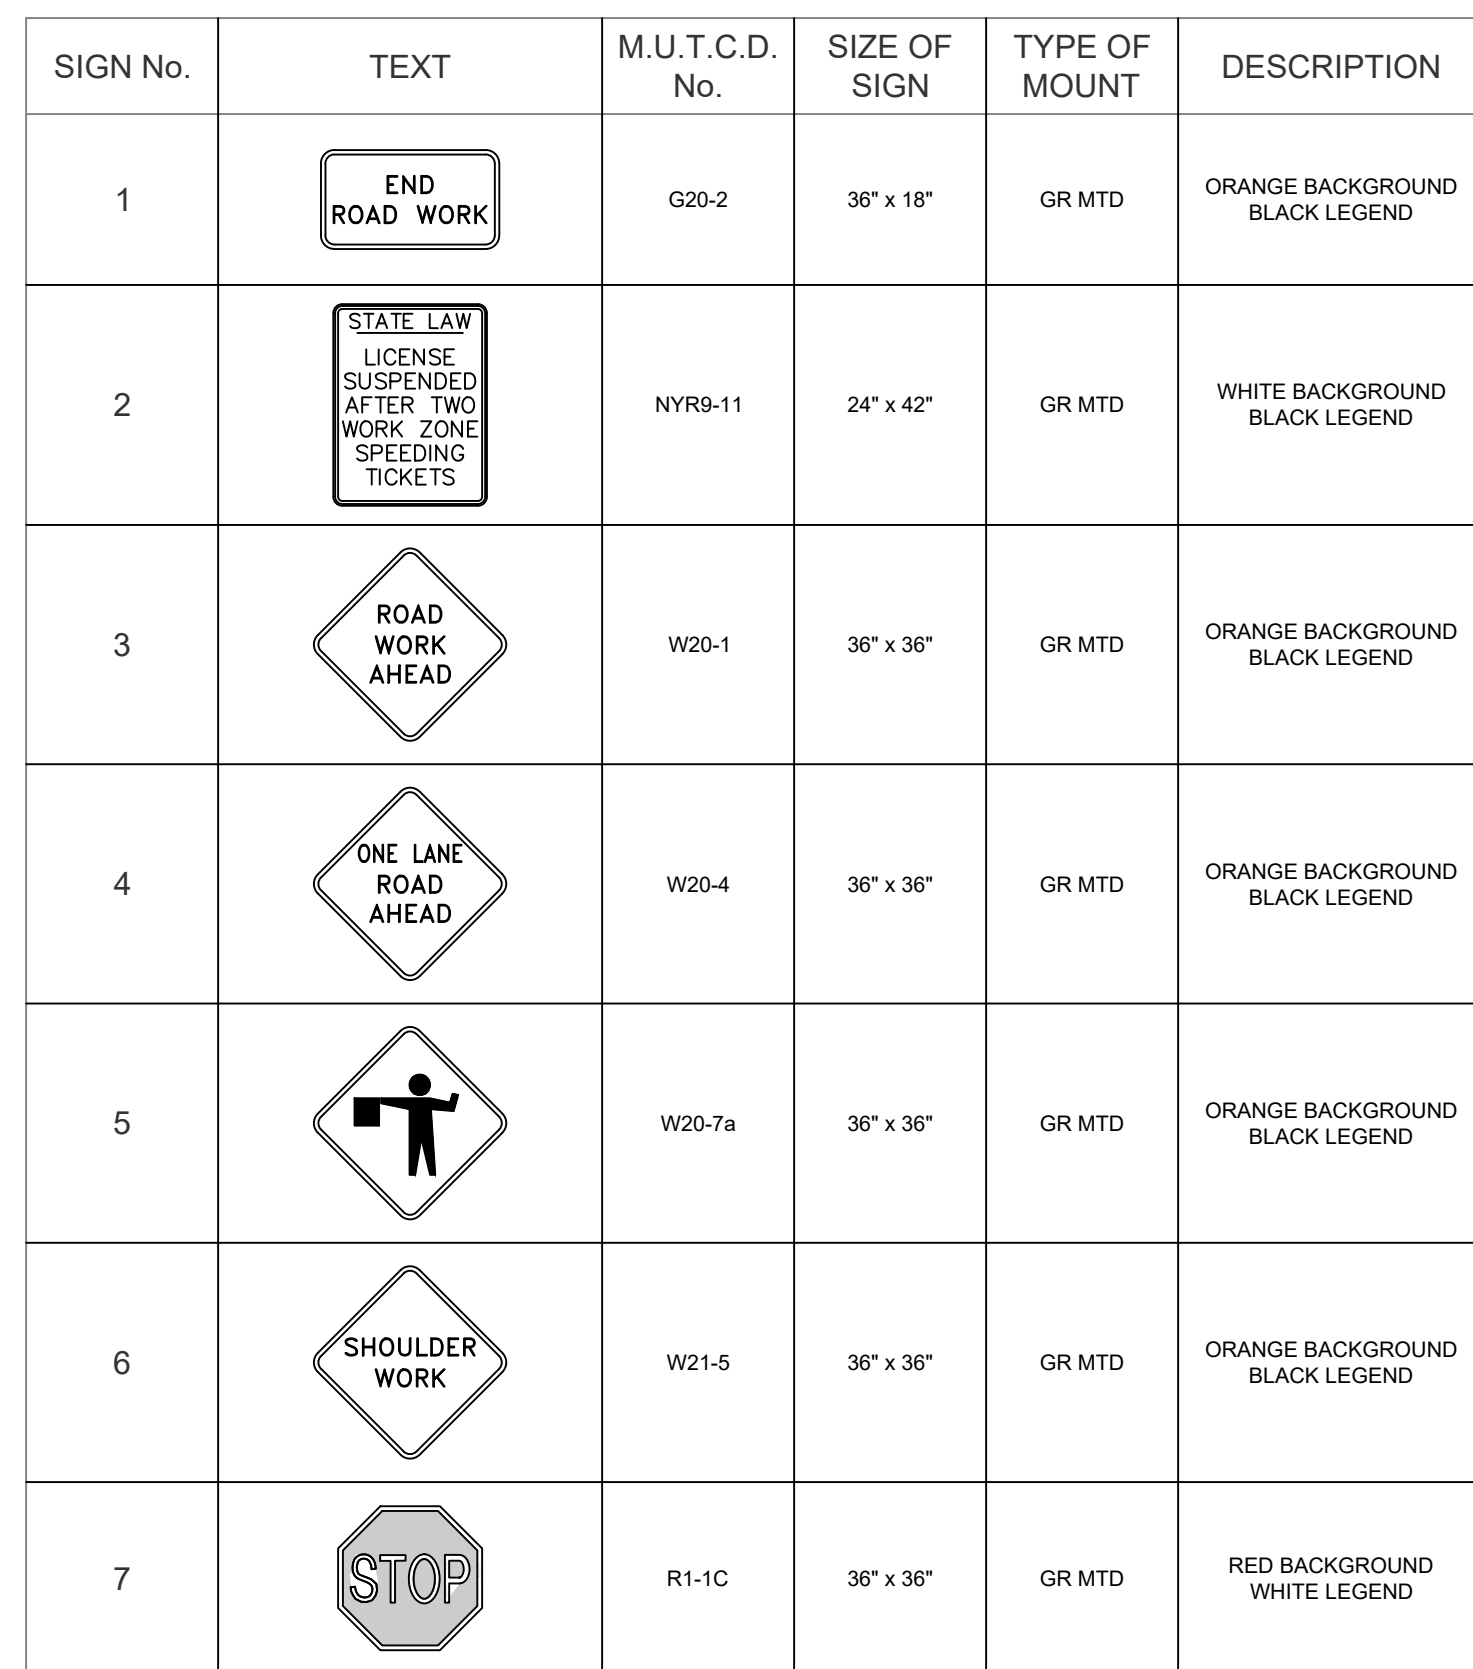 SIGN No.
TEXT
M.U.T.C.D.
No.
SIZE OF
SIGN
TYPE OF
MOUNT
DESCRIPTION
1
END
ROAD WORK
G20-2
36" x 18"
GR MTD
ORANGE BACKGROUND
BLACK LEGEND
2
STATE LAW
LICENSE
SUSPENDED
AFTER TWO
WORK ZONE
SPEEDING
TICKETS
NYR9-11
24" x 42"
GR MTD
WHITE BACKGROUND
BLACK LEGEND
3
ROAD
WORK
AHEAD
W20-1
36" x 36"
GR MTD
ORANGE BACKGROUND
BLACK LEGEND
4
ONE LANE
ROAD
AHEAD
W20-4
36" x 36"
GR MTD
ORANGE BACKGROUND
BLACK LEGEND
5
W20-7a
36" x 36"
GR MTD
ORANGE BACKGROUND
BLACK LEGEND
6
SHOULDER
WORK
W21-5
36" x 36"
GR MTD
ORANGE BACKGROUND
BLACK LEGEND
7
STOP
R1-1C
36" x 36"
GR MTD
RED BACKGROUND
WHITE LEGEND